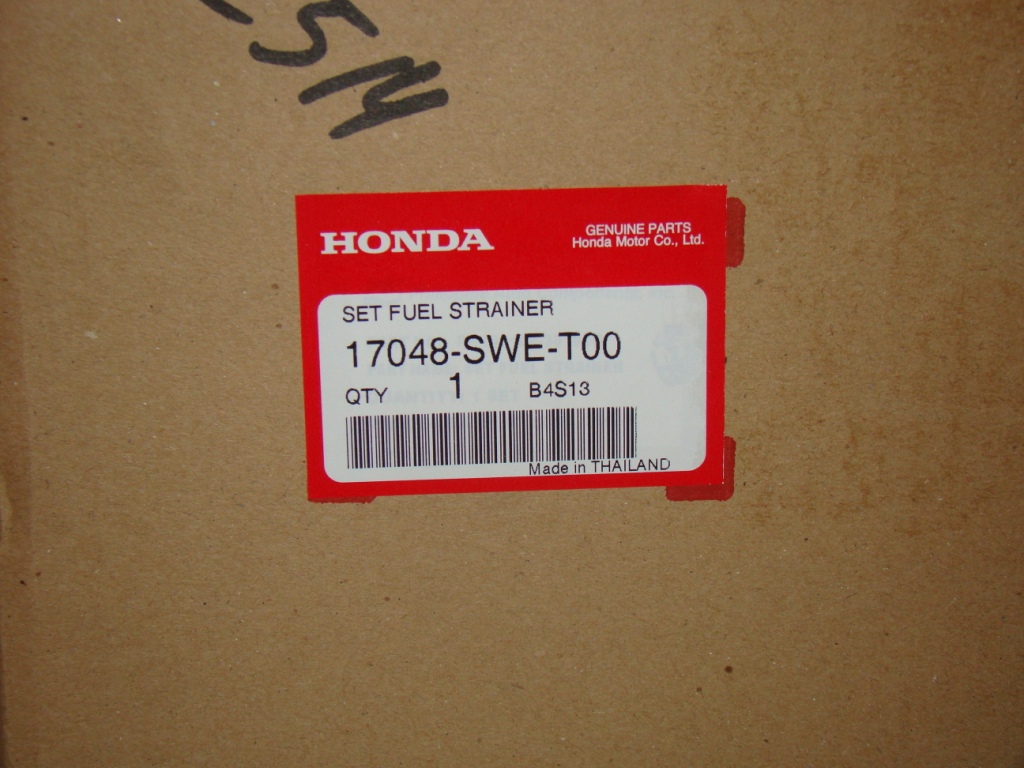 5N
HONDA
GENUINE PARTS
Honda Motor Co., Ltd.
SET FUEL STRAINER
17048-SWE-T00
QTY 1 B4S13
Made in THAILAND